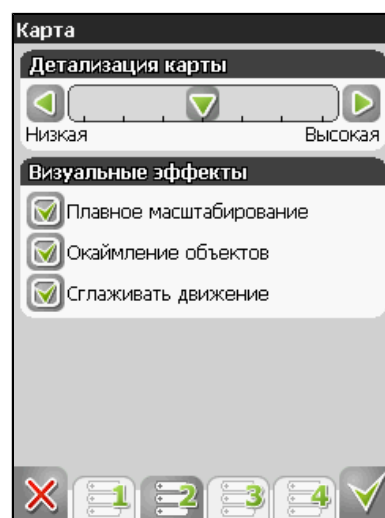 Карта
Детализация карты
Низкая Высокая
Визуальные эффекты
Плавное масштабирование
Окаймление объектов
Сглаживать движение
1 2 3 4